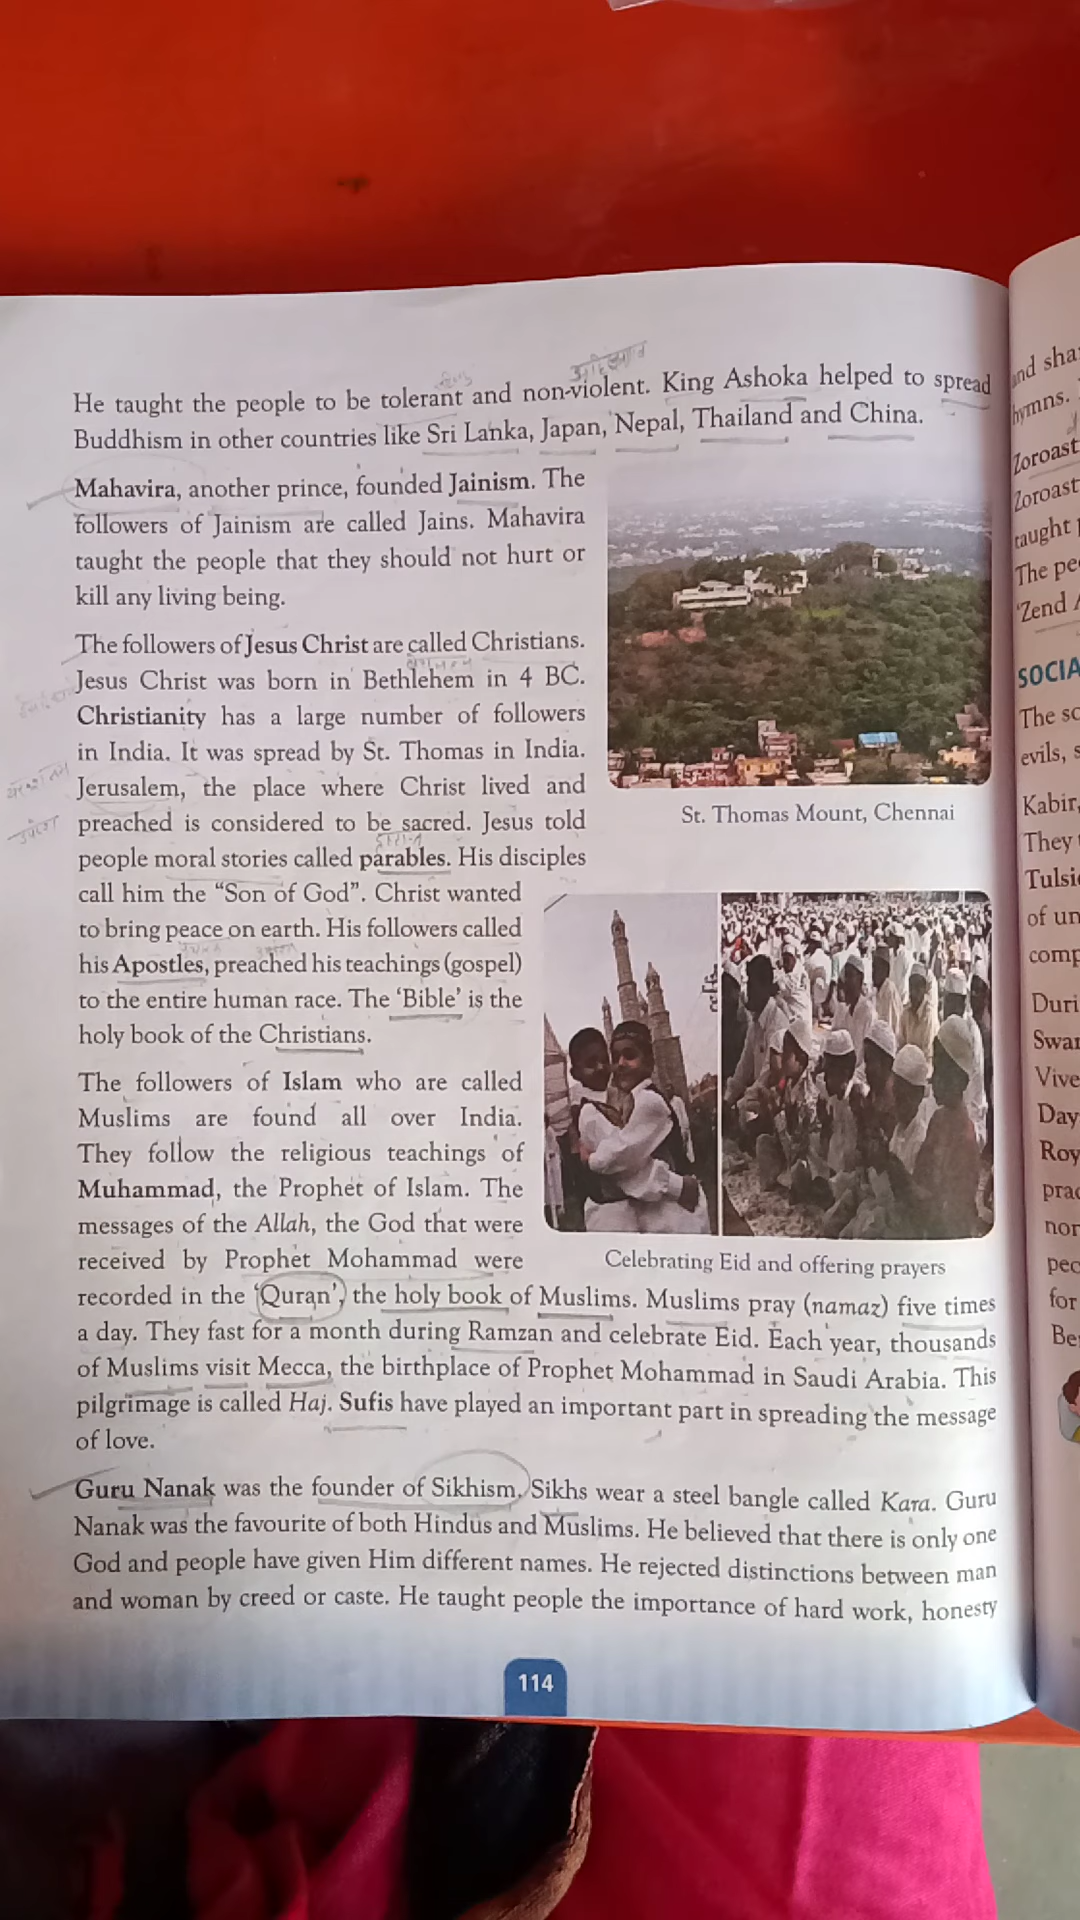 He taught the people to be tolerant and non-violent. King Ashoka helped to spread
Buddhism in other countries like Sri Lanka, Japan, Nepal, Thailand and China.
Mahavira, another prince, founded Jainism. The
followers of Jainism are called Jains. Mahavira
taught the people that they should not hurt or
kill any living being.
The followers of Jesus Christ are called Christians.
Jesus Christ was born in Bethlehem in 4 BC.
Christianity has a large number of followers
in India. It was spread by St. Thomas in India.
Jerusalem, the place where Christ lived and
preached is considered to be sacred. Jesus told
people moral stories called parables. His disciples
call him the “Son of God”. Christ wanted
to bring peace on earth. His followers called
his Apostles, preached his teachings (gospel)
to the entire human race. The ‘Bible’ is the
holy book of the Christians.
St. Thomas Mount, Chennai
The followers of Islam who are called
Muslims are found all over India.
They follow the religious teachings of
Muhammad, the Prophet of Islam. The
messages of the Allah, the God that were
received by Prophet Mohammad were
Celebrating Eid and offering prayers
recorded in the ‘Quran’, the holy book of Muslims. Muslims pray (namaz) five times
a day. They fast for a month during Ramzan and celebrate Eid. Each year, thousands
of Muslims visit Mecca, the birthplace of Prophet Mohammad in Saudi Arabia. This
pilgrimage is called Haj. Sufis have played an important part in spreading the message
of love.
Guru Nanak was the founder of Sikhism. Sikhs wear a steel bangle called Kara. Guru
Nanak was the favourite of both Hindus and Muslims. He believed that there is only one
God and people have given Him different names. He rejected distinctions between man
and woman by creed or caste. He taught people the importance of hard work, honesty
114
and
hymns.
taught
The
‘Zend
The
evils,
Kabir,
They
of